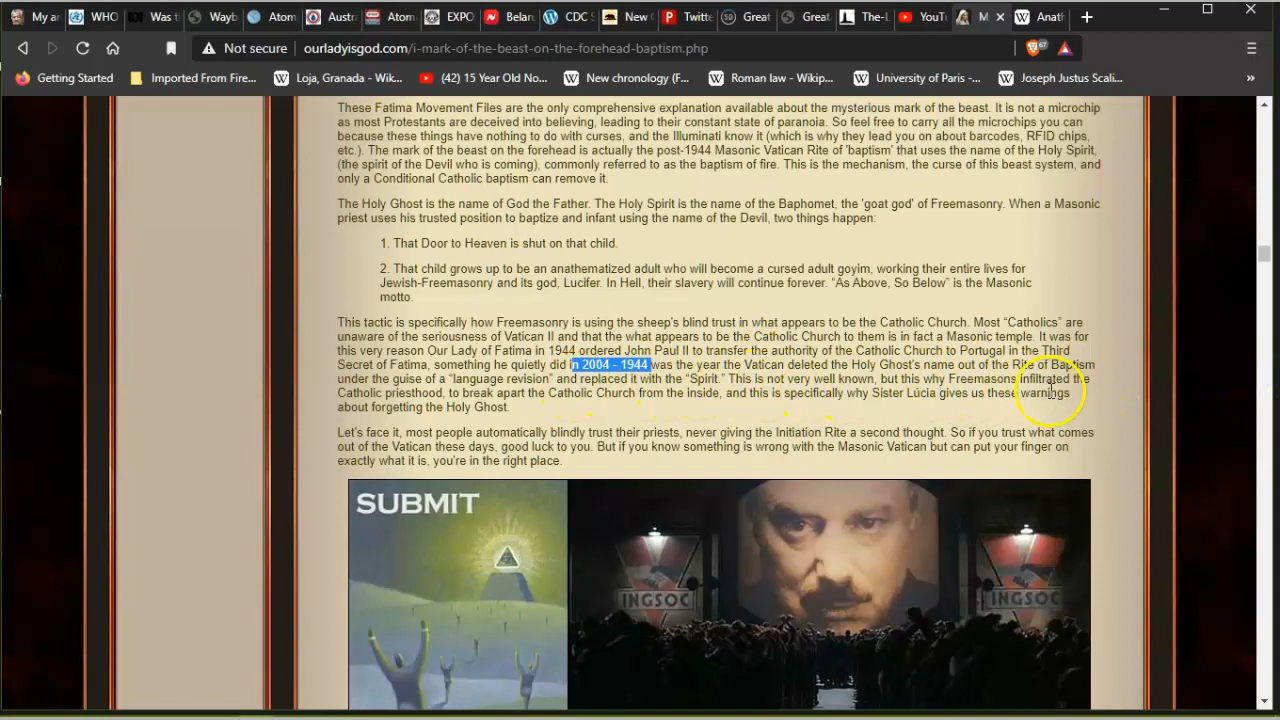 My ar
WHO
Was t
Wayb
Atom
Austra
Atom
EXPO
Belan
CDC S
New C
Twitte
Great
Great
The-L
YouTu
M
Anath
Not secure
ourladyisgod.com/i-mark-of-the-beast-on-the-forehead-baptism.php
67
Getting Started
Imported From Fire...
Loja, Granada - Wik...
(42) 15 Year Old No...
New chronology (F...
Roman law - Wikip...
University of Paris -...
Joseph Justus Scali...
»
These Fatima Movement Files are the only comprehensive explanation available about the mysterious mark of the beast. It is not a microchip
as most Protestants are deceived into believing, leading to their constant state of paranoia. So feel free to carry all the microchips you can
because these things have nothing to do with curses, and the Illuminati know it (which is why they lead you on about barcodes, RFID chips,
etc.). The mark of the beast on the forehead is actually the post-1944 Masonic Vatican Rite of 'baptism' that uses the name of the Holy Spirit,
(the spirit of the Devil who is coming), commonly referred to as the baptism of fire. This is the mechanism, the curse of this beast system, and
only a Conditional Catholic baptism can remove it.
The Holy Ghost is the name of God the Father. The Holy Spirit is the name of the Baphomet, the 'goat god' of Freemasonry. When a Masonic
priest uses his trusted position to baptize and infant using the name of the Devil, two things happen:
1. That Door to Heaven is shut on that child.
2. That child grows up to be an anathematized adult who will become a cursed adult goyim, working their entire lives for
Jewish-Freemasonry and its god, Lucifer. In Hell, their slavery will continue forever. “As Above, So Below” is the Masonic
motto.
This tactic is specifically how Freemasonry is using the sheep's blind trust in what appears to be the Catholic Church. Most “Catholics” are
unaware of the seriousness of Vatican II and that the what appears to be the Catholic Church to them is in fact a Masonic temple. It was for
this very reason Our Lady of Fatima in 1944 ordered John Paul II to transfer the authority of the Catholic Church to Portugal in the Third
Secret of Fatima, something he quietly did in 2004 - 1944 was the year the Vatican deleted the Holy Ghost's name out of the Rite of Baptism
under the guise of a “language revision” and replaced it with the “Spirit.” This is not very well known, but this why Freemasons infiltrated the
Catholic priesthood, to break apart the Catholic Church from the inside, and this is specifically why Sister Lúcia gives us these warnings
about forgetting the Holy Ghost.
Let's face it, most people automatically blindly trust their priests, never giving the Initiation Rite a second thought. So if you trust what comes
out of the Vatican these days, good luck to you. But if you know something is wrong with the Masonic Vatican but can put your finger on
exactly what it is, you're in the right place.
SUBMIT
INGSOC
INGSOC